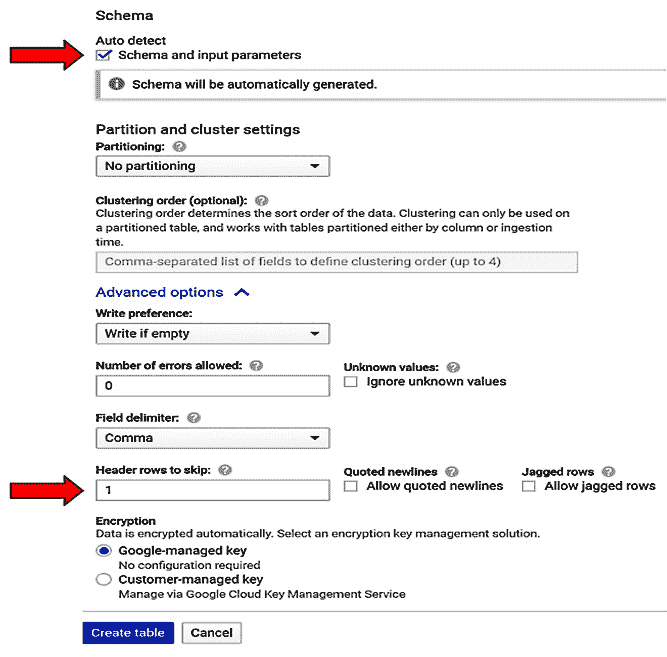 Schema
Auto detect
Schema and input parameters
Schema will be automatically generated.
Partition and cluster settings
Partitioning:
No partitioning
Clustering order (optional):
Clustering order determines the sort order of the data. Clustering can only be used on
a partitioned table, and works with tables partitioned either by column or ingestion
time.
Comma-separated list of fields to define clustering order (up to 4)
Advanced options
Write preference:
Write if empty
Number of errors allowed:
0
Unknown values:
Ignore unknown values
Field delimiter:
Comma
Header rows to skip:
1
Quoted newlines
Allow quoted newlines
Jagged rows
Allow jagged rows
Encryption
Data is encrypted automatically. Select an encryption key management solution.
Google-managed key
No configuration required
Customer-managed key
Manage via Google Cloud Key Management Service
Create table
Cancel